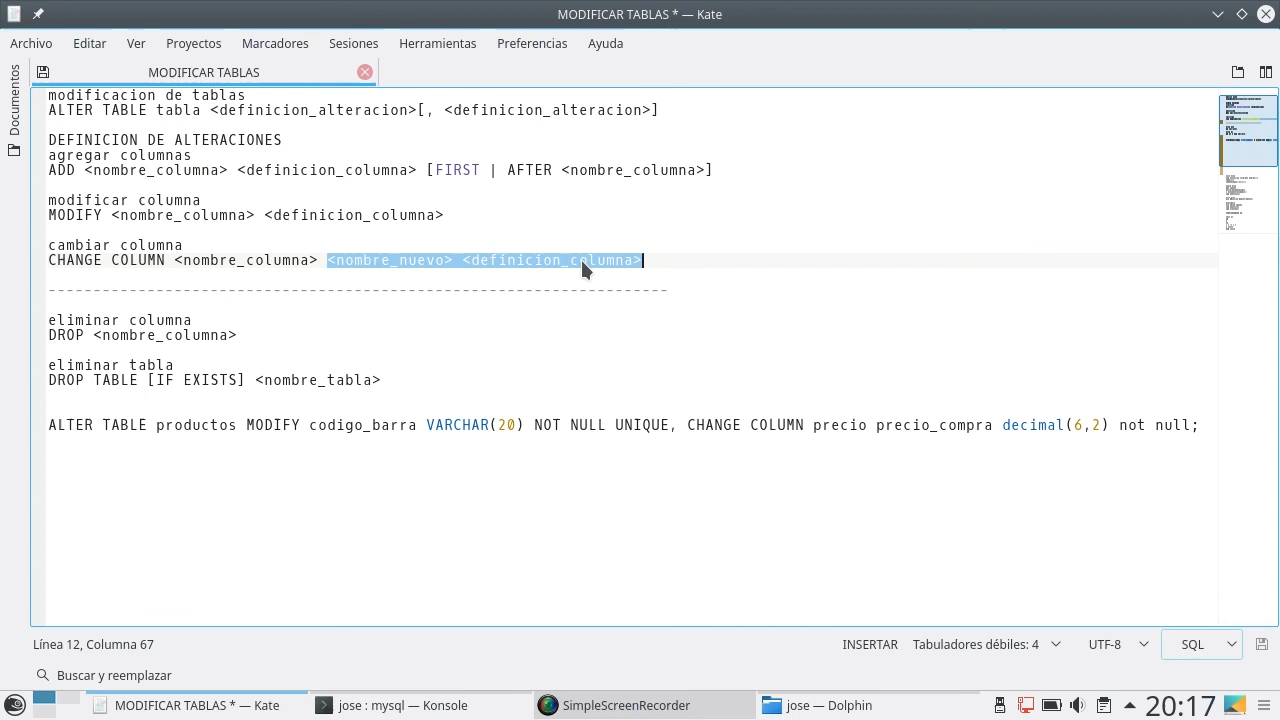 MODIFICAR TABLAS * — Kate
Archivo Editar Ver Proyectos Marcadores Sesiones Herramientas Preferencias Ayuda
Documentos
MODIFICAR TABLAS
modificacion de tablas
ALTER TABLE tabla <definicion_alteracion>[, <definicion_alteracion>]
DEFINICION DE ALTERACIONES
agregar columnas
ADD <nombre_columna> <definicion_columna> [FIRST | AFTER <nombre_columna>]
modificar columna
MODIFY <nombre_columna> <definicion_columna>
cambiar columna
CHANGE COLUMN <nombre_columna> <nombre_nuevo> <definicion_columna>
---------------------------------------------------------------------
eliminar columna
DROP <nombre_columna>
eliminar tabla
DROP TABLE [IF EXISTS] <nombre_tabla>
ALTER TABLE productos MODIFY codigo_barra VARCHAR(20) NOT NULL UNIQUE, CHANGE COLUMN precio precio_compra decimal(6,2) not null;
Línea 12, Columna 67 INSERTAR Tabuladores débiles: 4 UTF-8 SQL
Buscar y reemplazar
MODIFICAR TABLAS * — Kate jose : mysql — Konsole SimpleScreenRecorder jose — Dolphin 20:17